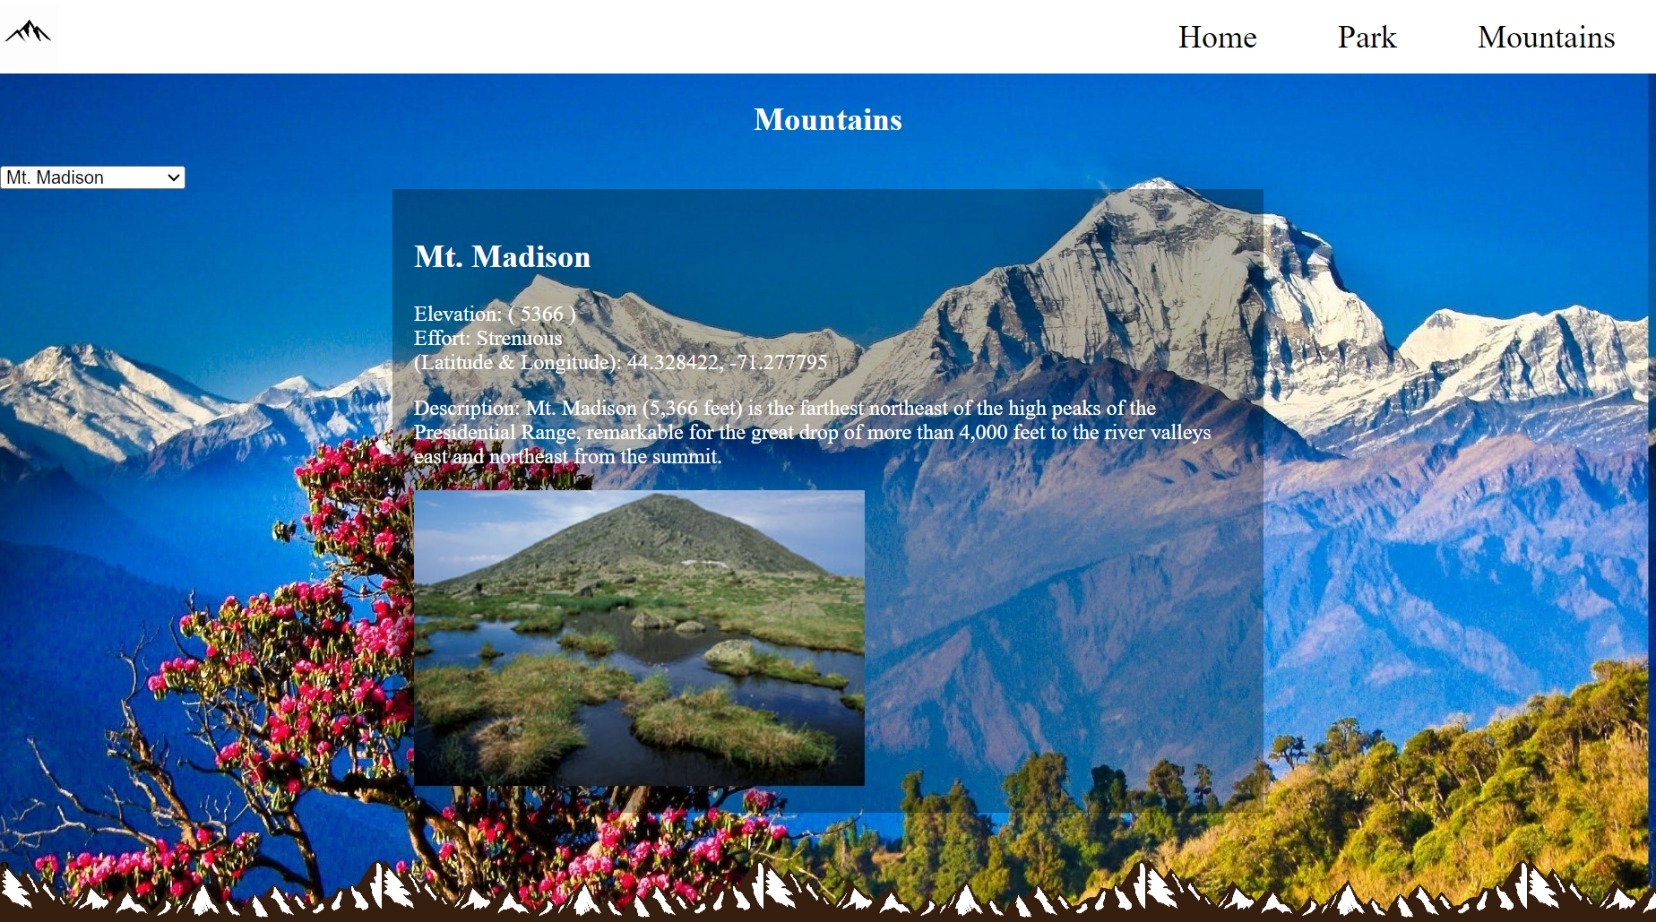 Home Park Mountains
Mountains
Mt. Madison
Mt. Madison
Elevation: ( 5366 )
Effort: Strenuous
(Latitude & Longitude): 44.328422, -71.277795
Description: Mt. Madison (5,366 feet) is the farthest northeast of the high peaks of the
Presidential Range, remarkable for the great drop of more than 4,000 feet to the river valleys
east and northeast from the summit.